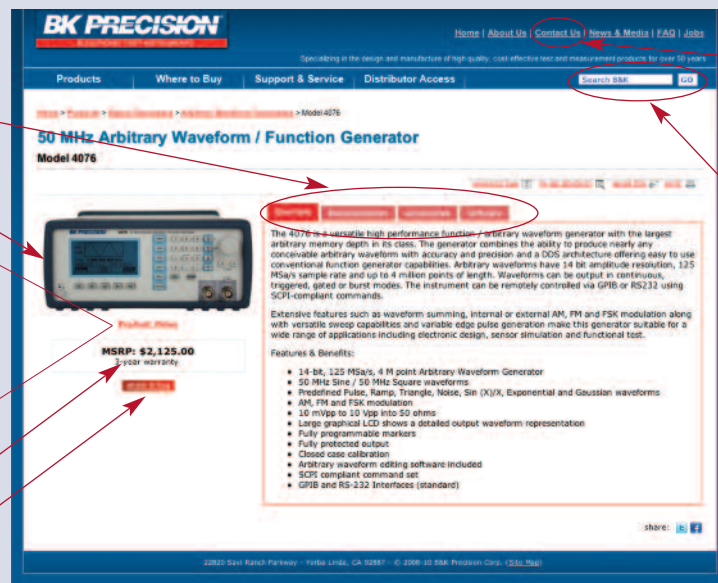 BK PRECISION
Home | About Us | Contact Us | News & Media | FAQ | Jobs
Specializing in the design and manufacture of high quality, cost effective test and measurement products for over 50 years
Products Where to Buy Support & Service Distributor Access Search B&K GO
> Model 4076
50 MHz Arbitrary Waveform / Function Generator
Model 4076
The 4076 is a versatile high performance function / arbitrary waveform generator with the largest
arbitrary memory depth in its class. The generator combines the ability to produce nearly any
conceivable arbitrary waveform with accuracy and precision and a DDS architecture offering easy to use
conventional function generator capabilities. Arbitrary waveforms have 14 bit amplitude resolution, 125
MSa/s sample rate and up to 4 million points of length. Waveforms can be output in continuous,
triggered, gated or burst modes. The instrument can be remotely controlled via GPIB or RS232 using
SCPI-compliant commands.
Extensive features such as waveform summing, internal or external AM, FM and FSK modulation along
with versatile sweep capabilities and variable edge pulse generation make this generator suitable for a
wide range of applications including electronic design, sensor simulation and functional test.
Features & Benefits:
• 14-bit, 125 MSa/s, 4 M point Arbitrary Waveform Generator
• 50 MHz Sine / 50 MHz Square waveforms
• Predefined Pulse, Ramp, Triangle, Noise, Sin (X)/X, Exponential and Gaussian waveforms
• AM, FM and FSK modulation
• 10 mVpp to 10 Vpp into 50 ohms
• Large graphical LCD shows a detailed output waveform representation
• Fully programmable markers
• Fully protected output
• Closed case calibration
• Arbitrary waveform editing software included
• SCPI compliant command set
• GPIB and RS-232 Interfaces (standard)
MSRP: $2,125.00
3-year warranty
share:
22820 Savi Ranch Parkway - Yorba Linda, CA 92887 - © 2008-10 B&K Precision Corp. (Site Map)